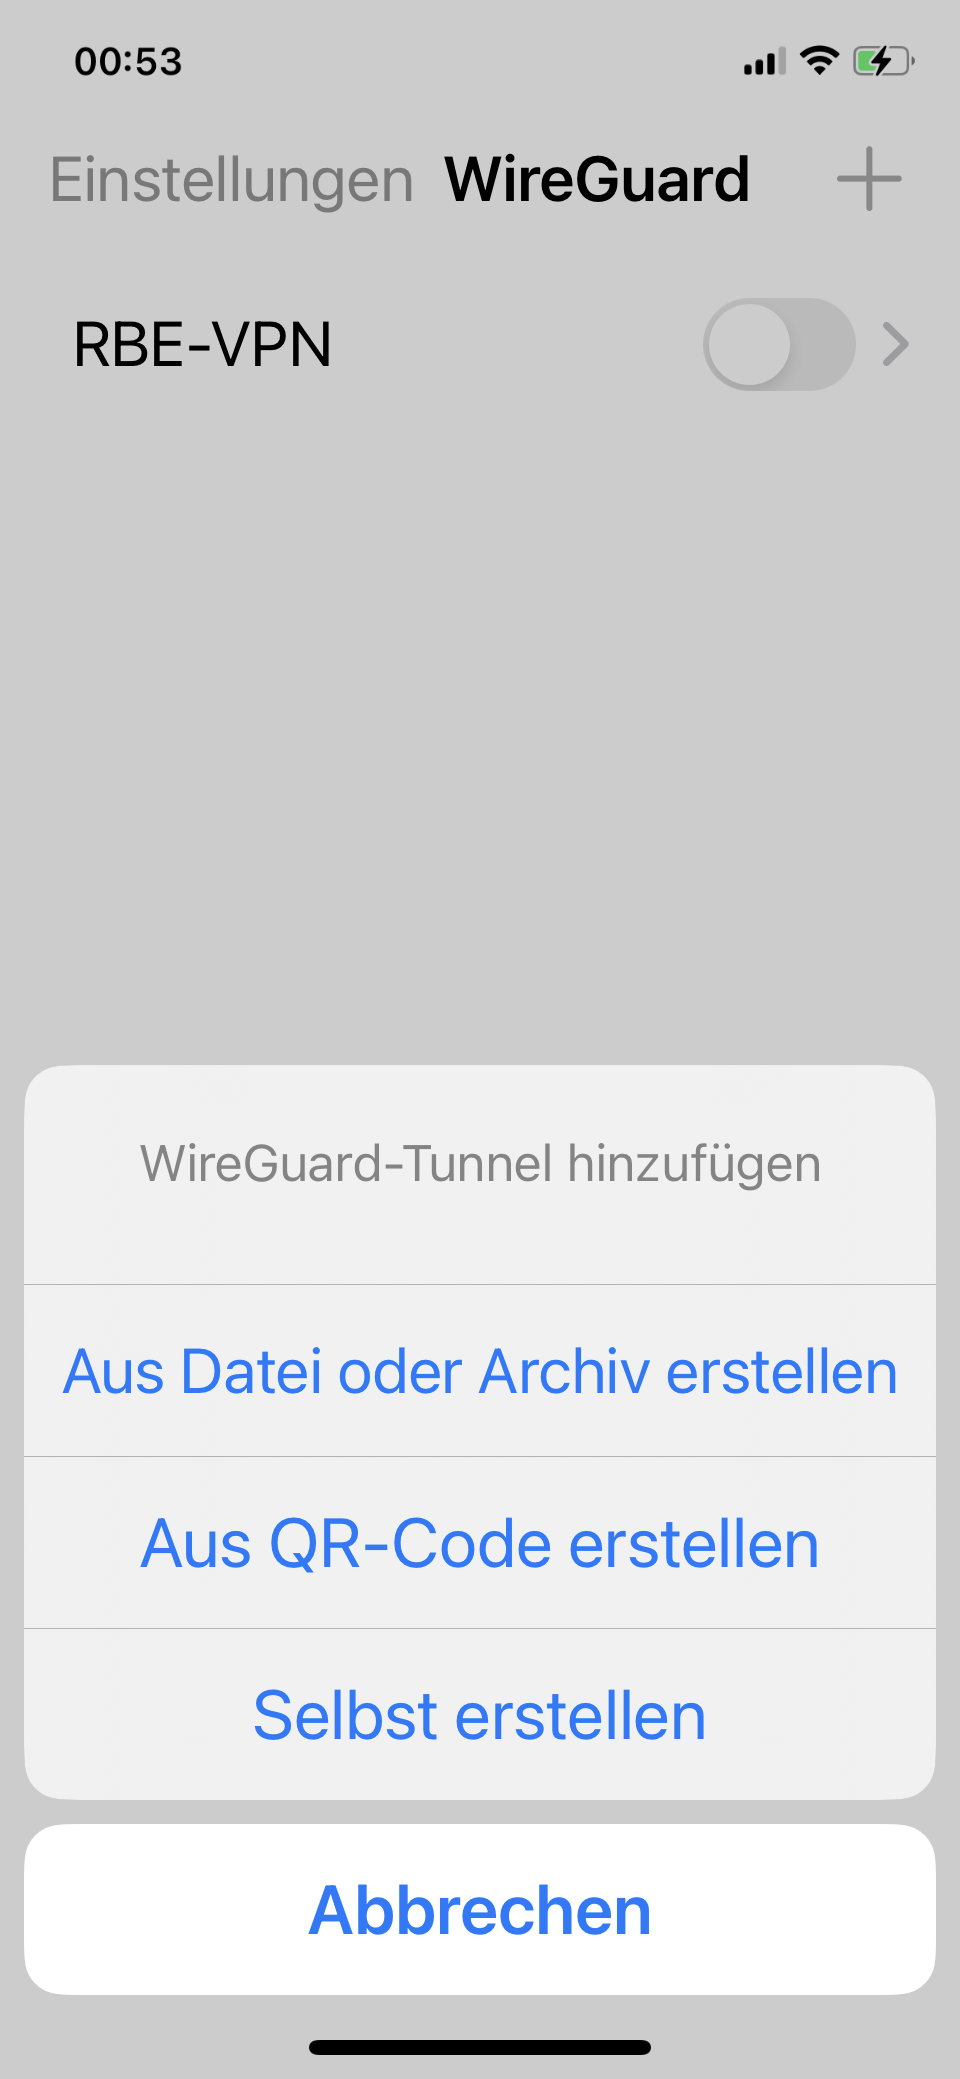 00:53
Einstellungen WireGuard
RBE-VPN
WireGuard-Tunnel hinzufügen
Aus Datei oder Archiv erstellen
Aus QR-Code erstellen
Selbst erstellen
Abbrechen